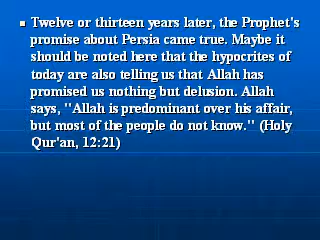 Twelve or thirteen years later, the Prophet's
promise about Persia came true. Maybe it
should be noted here that the hypocrites of
today are also telling us that Allah has
promised us nothing but delusion. Allah
says, "Allah is predominant over his affair,
but most of the people do not know." (Holy
Qur'an, 12:21)